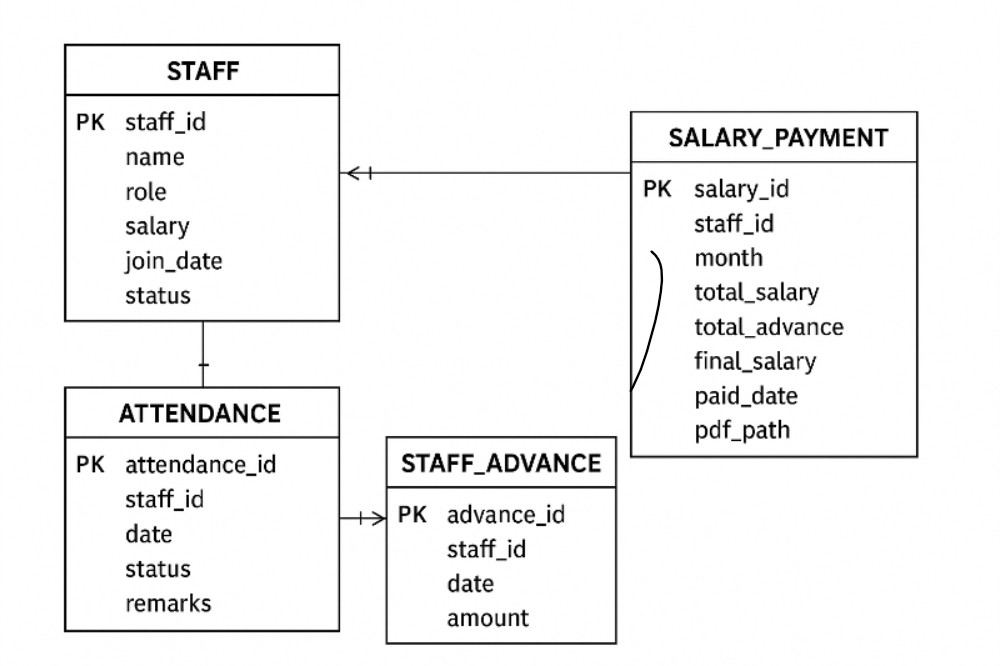 STAFF
PK staff_id
name
role
salary
join_date
status
SALARY_PAYMENT
PK salary_id
staff_id
month
total_salary
total_advance
final_salary
paid_date
pdf_path
ATTENDANCE
PK attendance_id
staff_id
date
status
remarks
STAFF_ADVANCE
PK advance_id
staff_id
date
amount